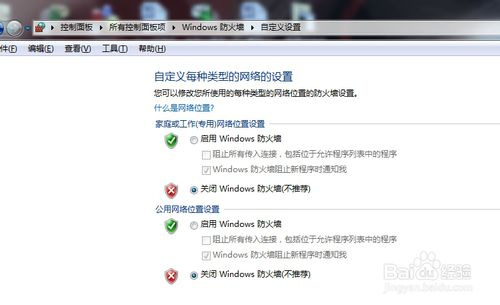 控制面板 ▸ 所有控制面板项 ▸ Windows 防火墙 ▸ 自定义设置
件(F) 编辑(E) 查看(V) 工具(T) 帮助(H)
自定义每种类型的网络的设置
您可以修改您所使用的每种类型的网络位置的防火墙设置。
什么是网络位置?
家庭或工作(专用)网络位置设置
启用 Windows 防火墙
阻止所有传入连接，包括位于允许程序列表中的程序
Windows 防火墙阻止新程序时通知我
关闭 Windows 防火墙(不推荐)
公用网络位置设置
启用 Windows 防火墙
阻止所有传入连接，包括位于允许程序列表中的程序
Windows 防火墙阻止新程序时通知我
关闭 Windows 防火墙(不推荐)
Baidu 经验
jingyan.baidu.com